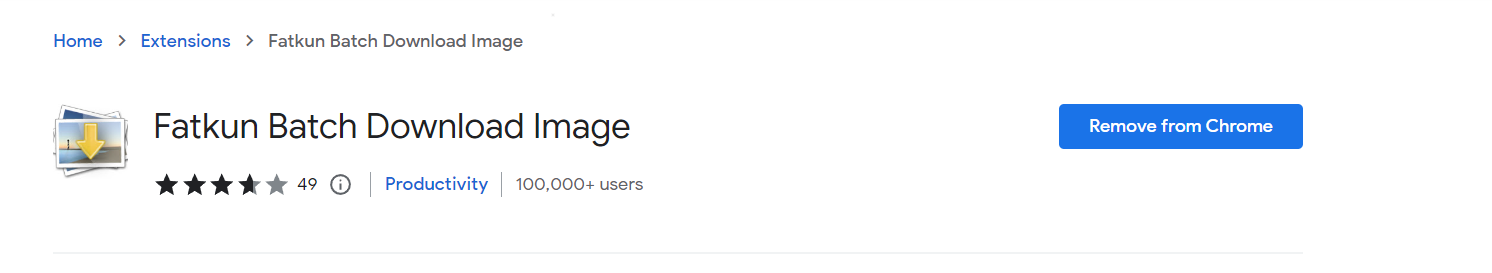 Home > Extensions > Fatkun Batch Download Image
Fatkun Batch Download Image
Remove from Chrome
49 Productivity 100,000+ users